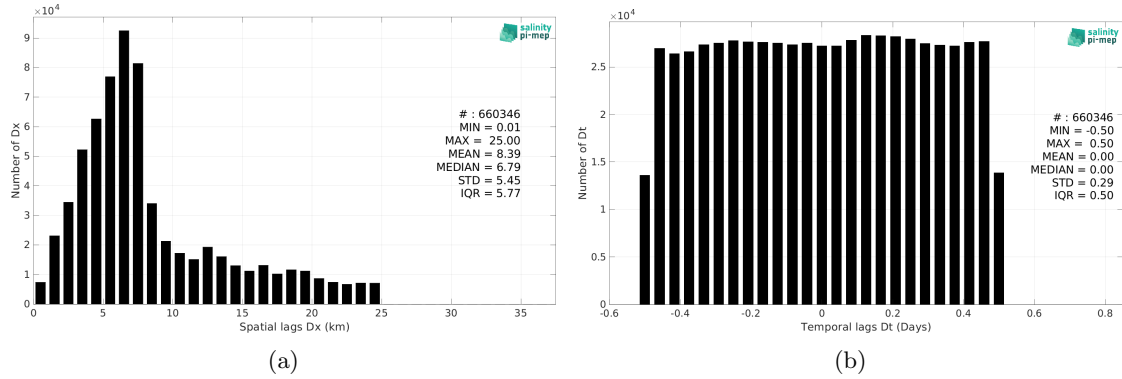 ×10⁴
9
8
7
6
5
4
3
2
1
0
Number of Dx
0 5 10 15 20 25 30 35
Spatial lags Dx (km)
salinity
pi-mep
# : 660346
MIN = 0.01
MAX = 25.00
MEAN = 8.39
MEDIAN = 6.79
STD = 5.45
IQR = 5.77
(a)
×10⁴
2.5
2
1.5
1
0.5
0
Number of Dt
-0.6 -0.4 -0.2 0 0.2 0.4 0.6 0.8
Temporal lags Dt (Days)
salinity
pi-mep
# : 660346
MIN = -0.50
MAX = 0.50
MEAN = 0.00
MEDIAN = 0.00
STD = 0.29
IQR = 0.50
(b)